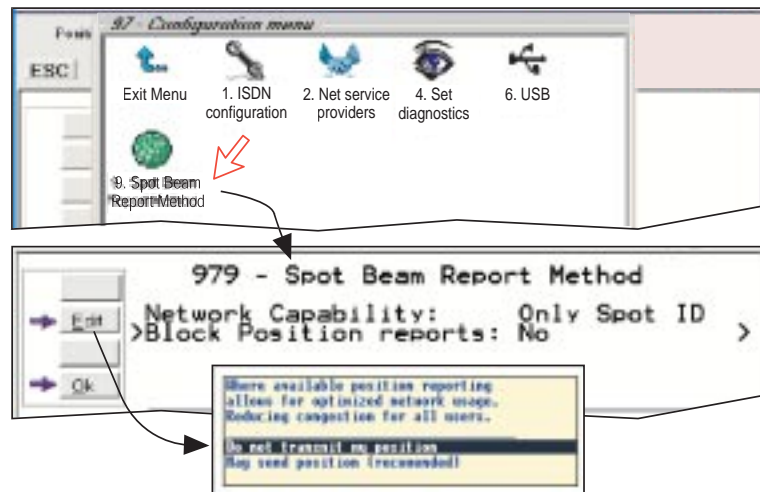 97 - Configuration menu
ESC
Exit Menu
1. ISDN configuration
2. Net service providers
4. Set diagnostics
6. USB
9. Spot Beam
Report Method
979 - Spot Beam Report Method
Network Capability: Only Spot ID
Edit
>Block Position reports: No >
Ok
Where available position reporting
allows for optimized network usage.
Reducing congestion for all users.
Do not transmit my position
May send position (recommended)